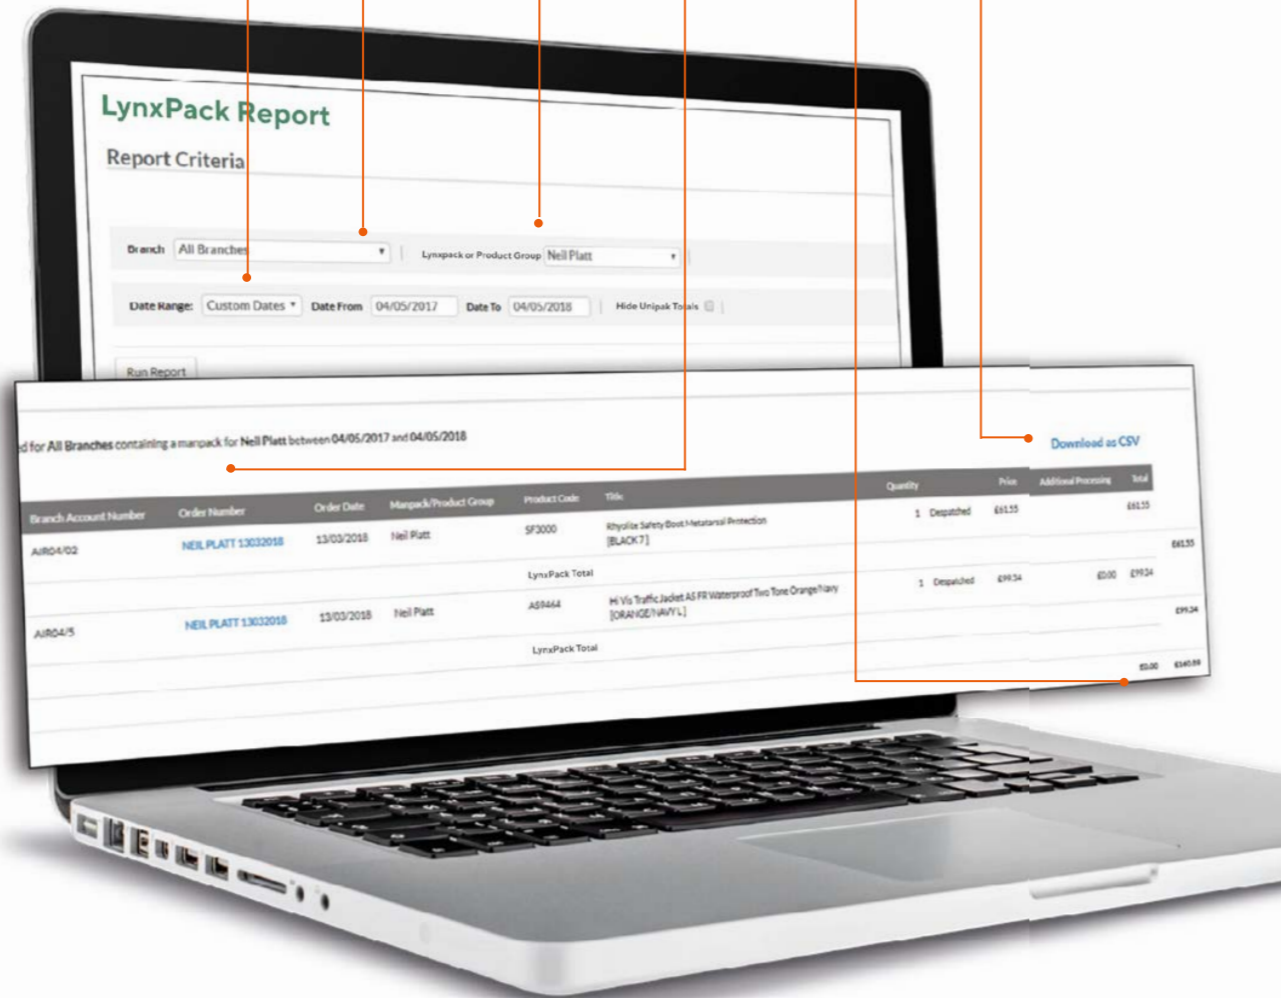 LynxPack Report
Report Criteria
Branch All Branches Lynxpack or Product Group Neil Platt
Date Range: Custom Dates Date From 04/05/2017 Date To 04/05/2018 Hide Unipak Totals
Run Report
d for All Branches containing a manpack for Neil Platt between 04/05/2017 and 04/05/2018
Download as CSV
Branch Account Number Order Number Order Date Manpack/Product Group Product Code Title Quantity Price Additional Processing Total
AIR04/02 NEIL PLATT 13032018 13/03/2018 Neil Platt SF3000 Rhyolite Safety Boot Metatarsal Protection 1 Despatched £61.55 £61.55
[BLACK 7]
LynxPack Total £61.55
AIR04/5 NEIL PLATT 13032018 13/03/2018 Neil Platt AS9464 Hi Vis Traffic Jacket AS FR Waterproof Two Tone Orange/Navy 1 Despatched £99.34 £0.00 £99.34
[ORANGE/NAVY L]
LynxPack Total £99.34
£0.00